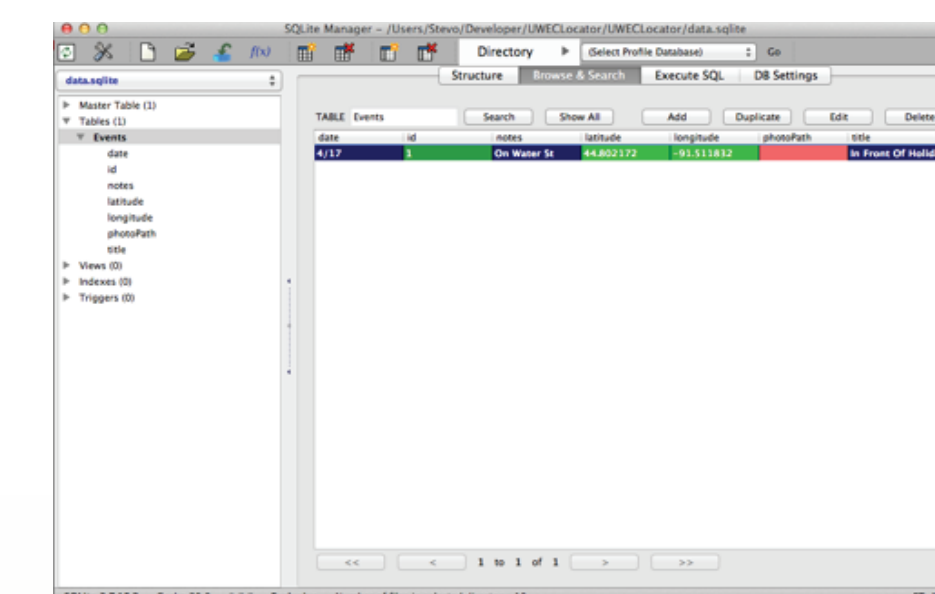 SQLite Manager - /Users/Stevo/Developer/UWECLocator/UWECLocator/data.sqlite
f(x) Directory (Select Profile Database) Go
data.sqlite
Structure Browse & Search Execute SQL DB Settings
Master Table (1)
Tables (1)
Events
date
id
notes
latitude
longitude
photoPath
title
Views (0)
Indexes (0)
Triggers (0)
TABLE Events Search Show All Add Duplicate Edit Delete
date id notes latitude longitude photoPath title
4/17 1 On Water St 44.802172 -91.511832 In Front Of Holid
<< < 1 to 1 of 1 > >>